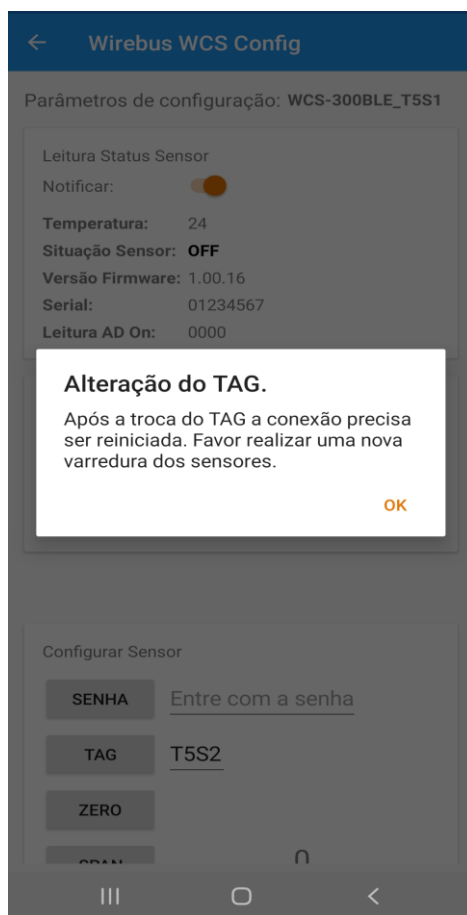 Wirebus WCS Config
Parâmetros de configuração: WCS-300BLE_T5S1
Leitura Status Sensor
Notificar:
Temperatura: 24
Situação Sensor: OFF
Versão Firmware: 1.00.16
Serial: 01234567
Leitura AD On: 0000
Alteração do TAG.
Após a troca do TAG a conexão precisa
ser reiniciada. Favor realizar uma nova
varredura dos sensores.
OK
Configurar Sensor
SENHA Entre com a senha
TAG T5S2
ZERO
SPAN 0